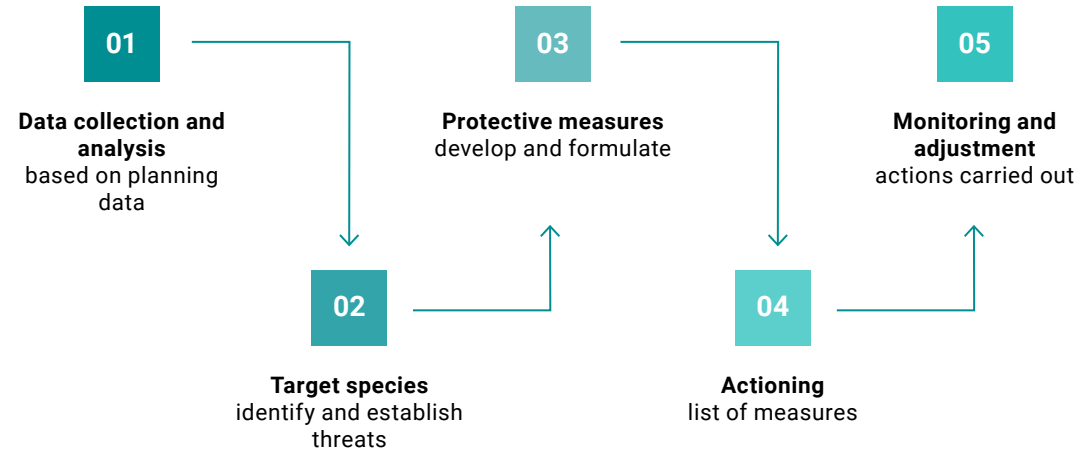 01
Data collection and
analysis
based on planning
data
02
Target species
identify and establish
threats
03
Protective measures
develop and formulate
04
Actioning
list of measures
05
Monitoring and
adjustment
actions carried out